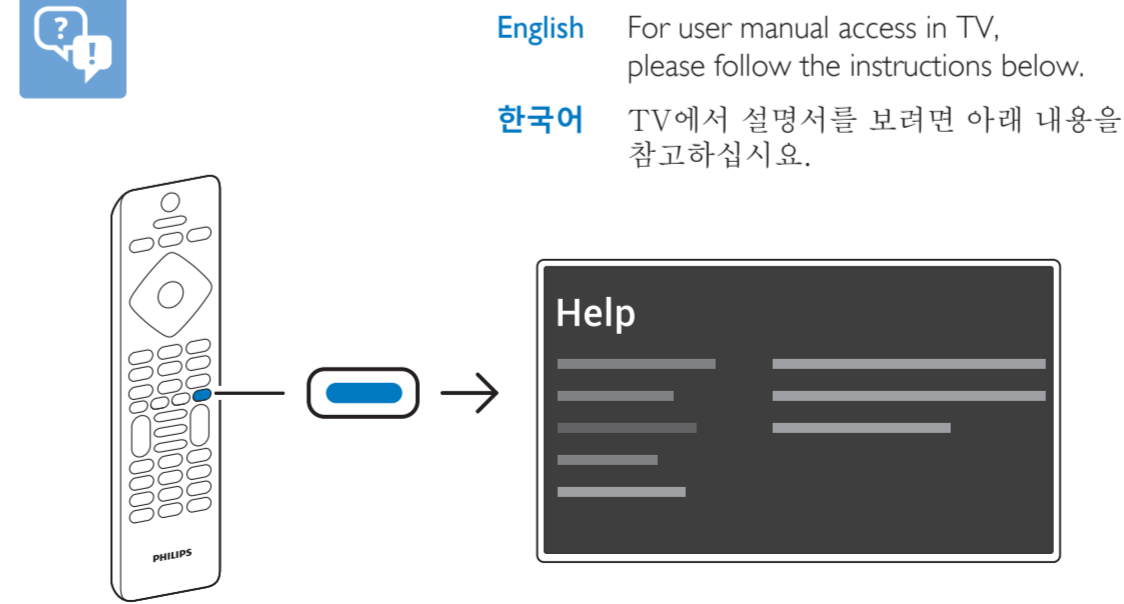 ?
!
English For user manual access in TV,
please follow the instructions below.
한국어 TV에서 설명서를 보려면 아래 내용을
참고하십시요.
Help
PHILIPS